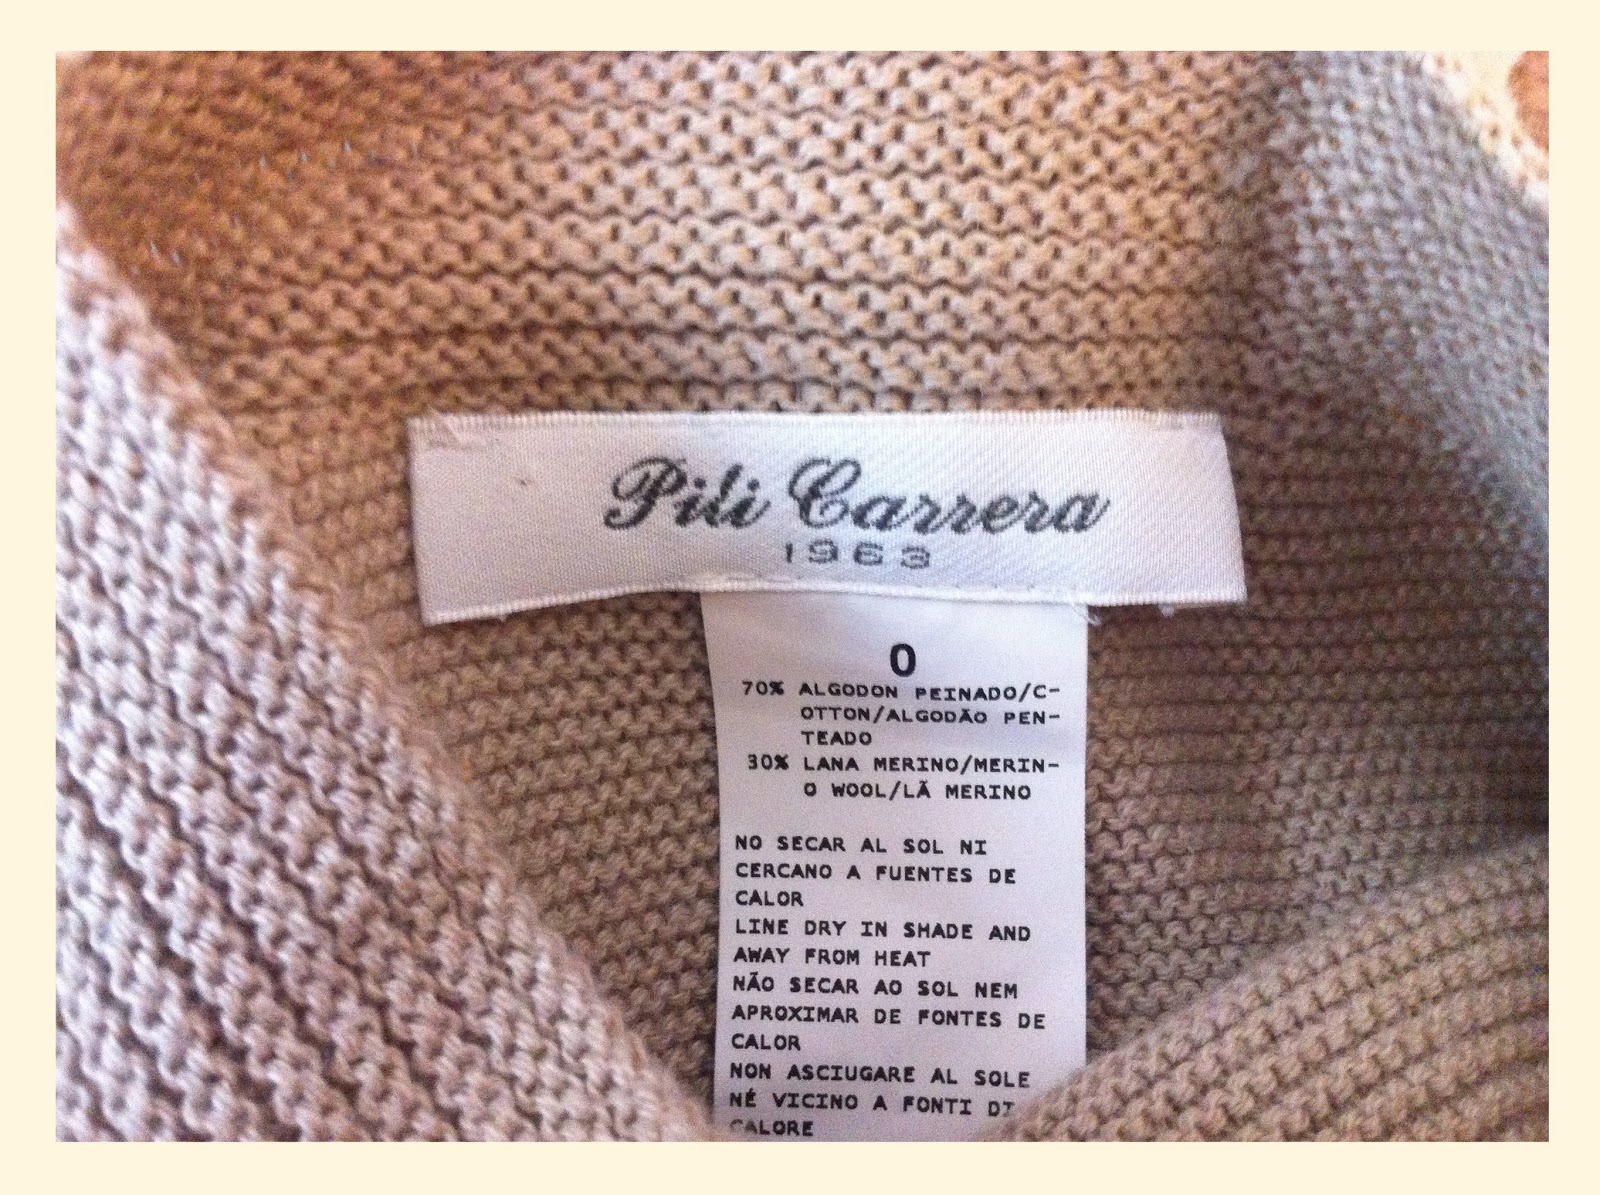 Pili Carrera
1963
0
70% ALGODON PEINADO/C-
OTTON/ALGODÃO PEN-
TEADO
30% LANA MERINO/MERIN-
O WOOL/LÃ MERINO
NO SECAR AL SOL NI
CERCANO A FUENTES DE
CALOR
LINE DRY IN SHADE AND
AWAY FROM HEAT
NÃO SECAR AO SOL NEM
APROXIMAR DE FONTES DE
CALOR
NON ASCIUGARE AL SOLE
NÉ VICINO A FONTI DI
CALORE